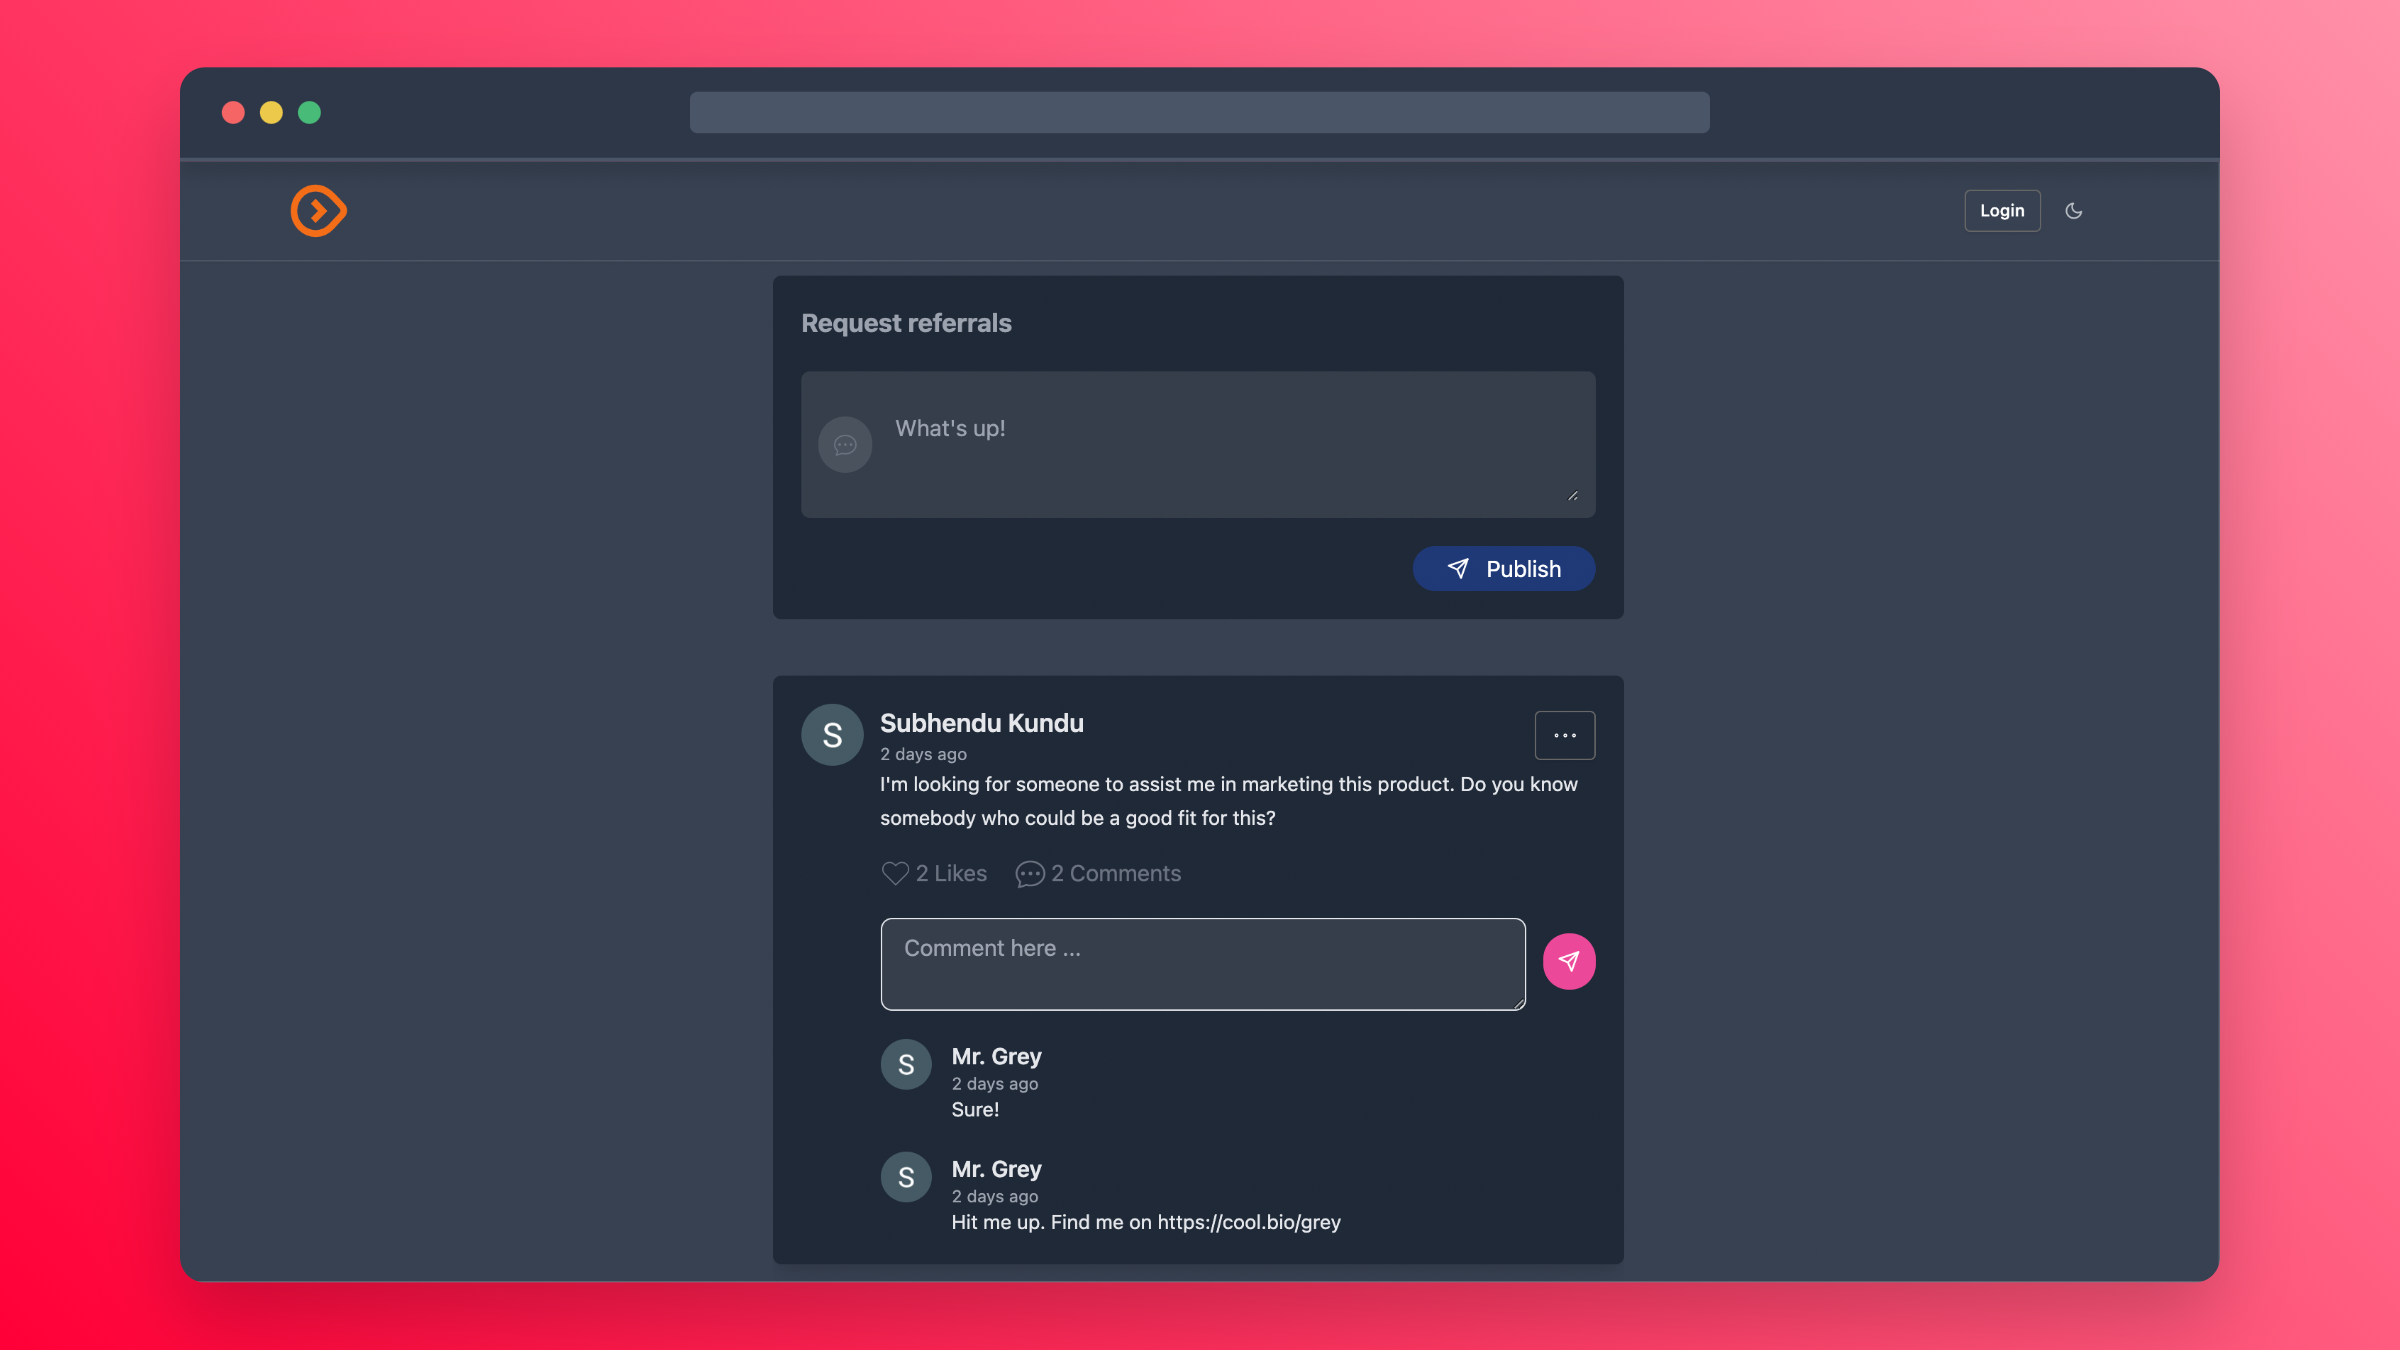 Login
Request referrals
What's up!
Publish
S
Subhendu Kundu
2 days ago
I'm looking for someone to assist me in marketing this product. Do you know
somebody who could be a good fit for this?
2 Likes 2 Comments
Comment here ...
S
Mr. Grey
2 days ago
Sure!
S
Mr. Grey
2 days ago
Hit me up. Find me on https://cool.bio/grey